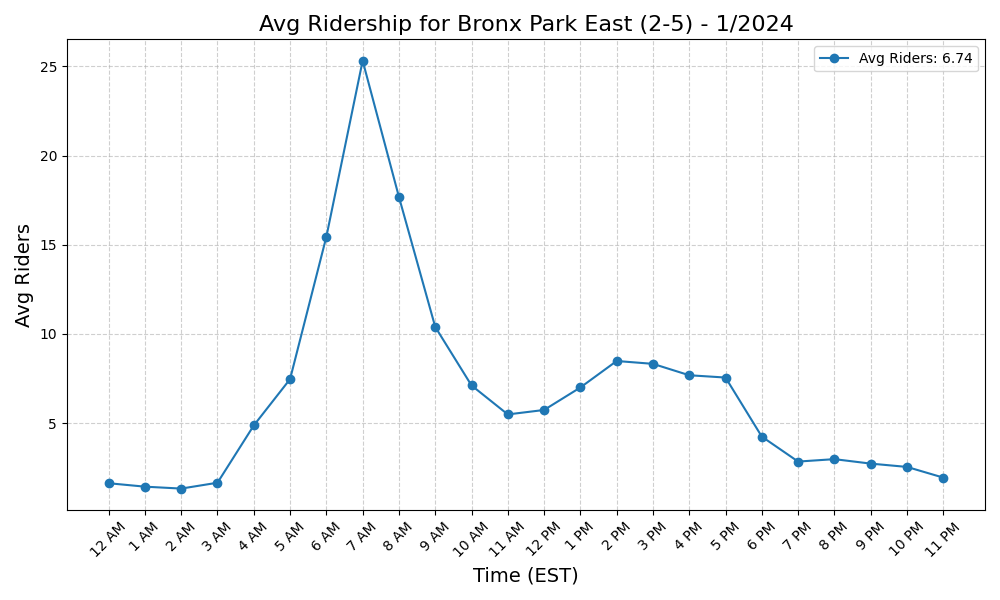 Avg Ridership for Bronx Park East (2-5) - 1/2024
Avg Riders: 6.74
Avg Riders
25
20
15
10
5
12 AM
1 AM
2 AM
3 AM
4 AM
5 AM
6 AM
7 AM
8 AM
9 AM
10 AM
11 AM
12 PM
1 PM
2 PM
3 PM
4 PM
5 PM
6 PM
7 PM
8 PM
9 PM
10 PM
11 PM
Time (EST)